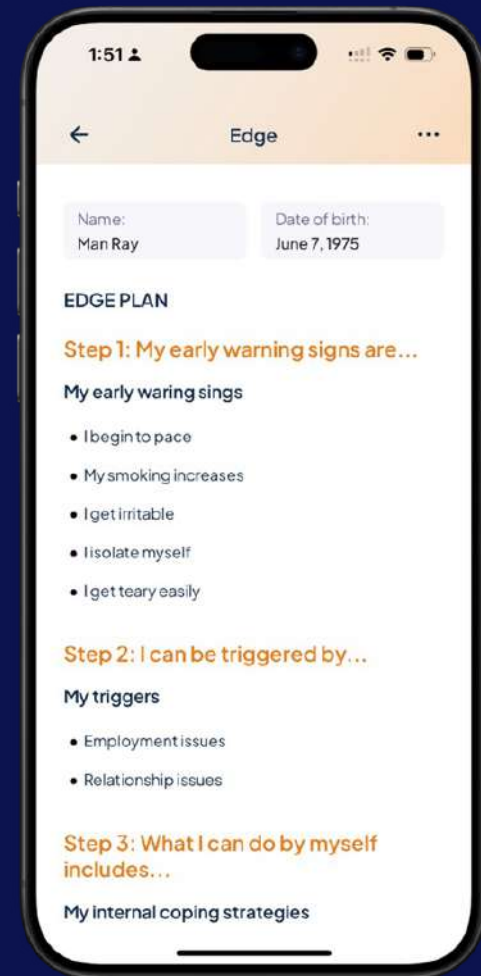 1:51
Edge
Name:
Man Ray
Date of birth:
June 7, 1975
EDGE PLAN
Step 1: My early warning signs are...
My early waring sings
• I begin to pace
• My smoking increases
• I get irritable
• I isolate myself
• I get teary easily
Step 2: I can be triggered by...
My triggers
• Employment issues
• Relationship issues
Step 3: What I can do by myself
includes...
My internal coping strategies